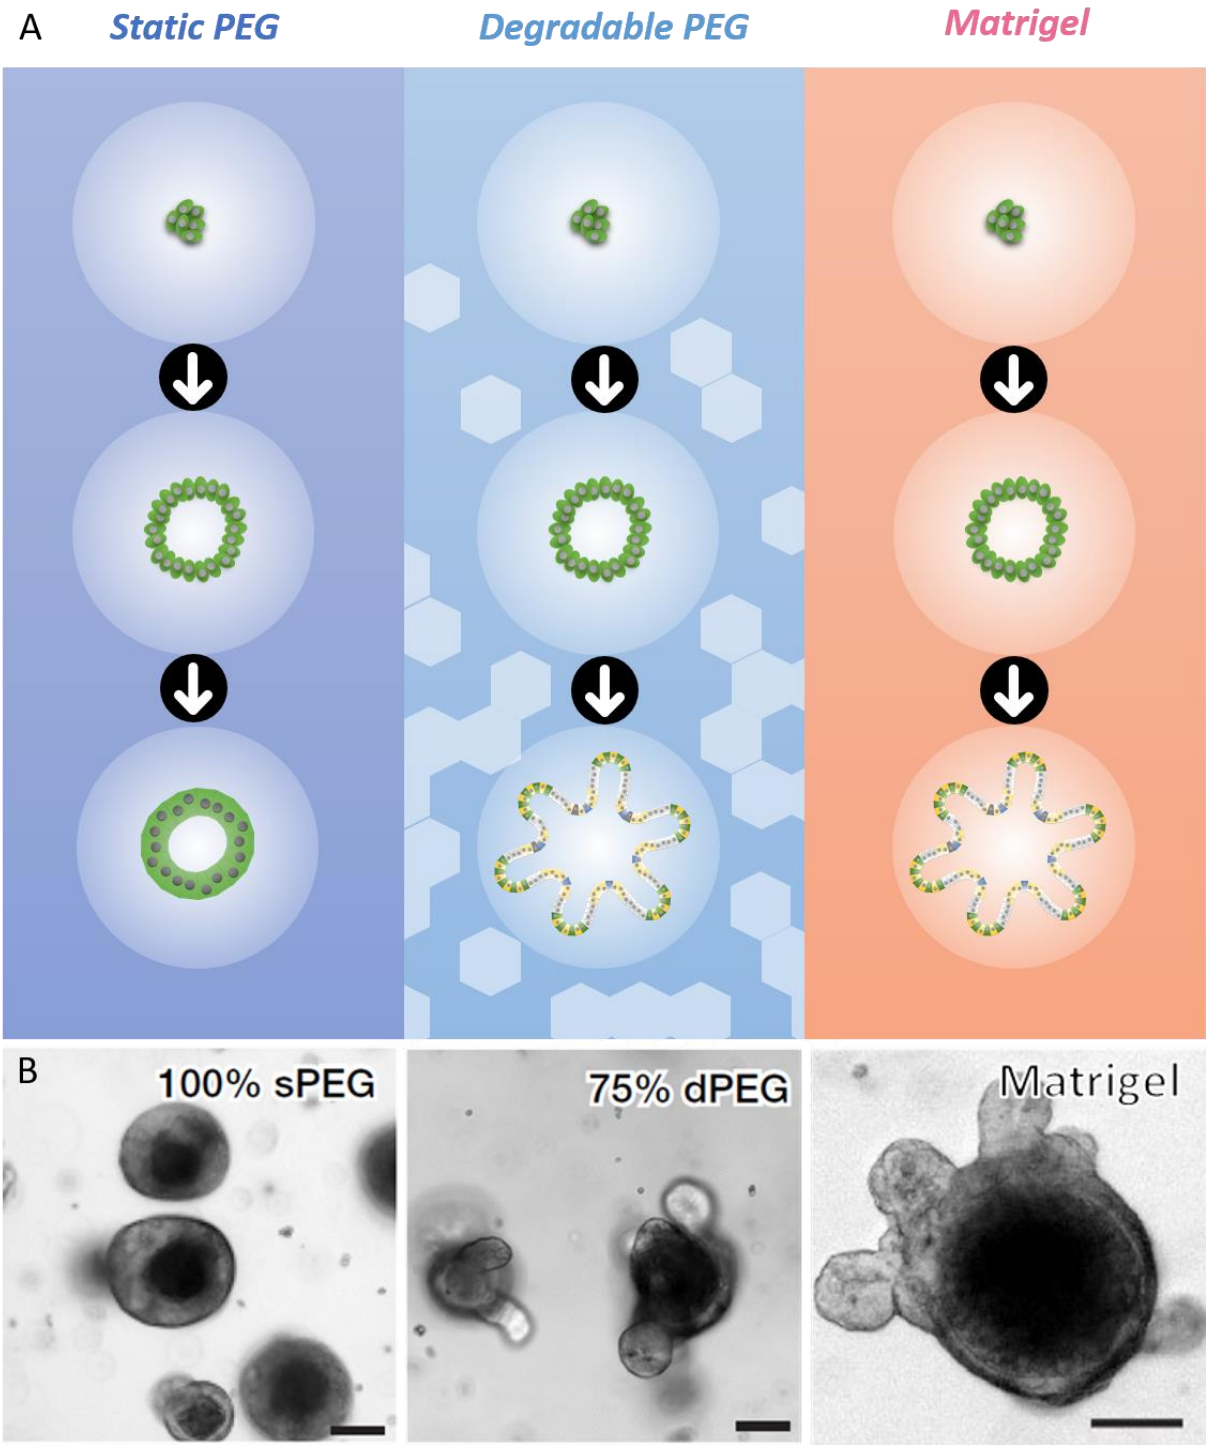 A
Static PEG
Degradable PEG
Matrigel
B
100% sPEG
75% dPEG
Matrigel